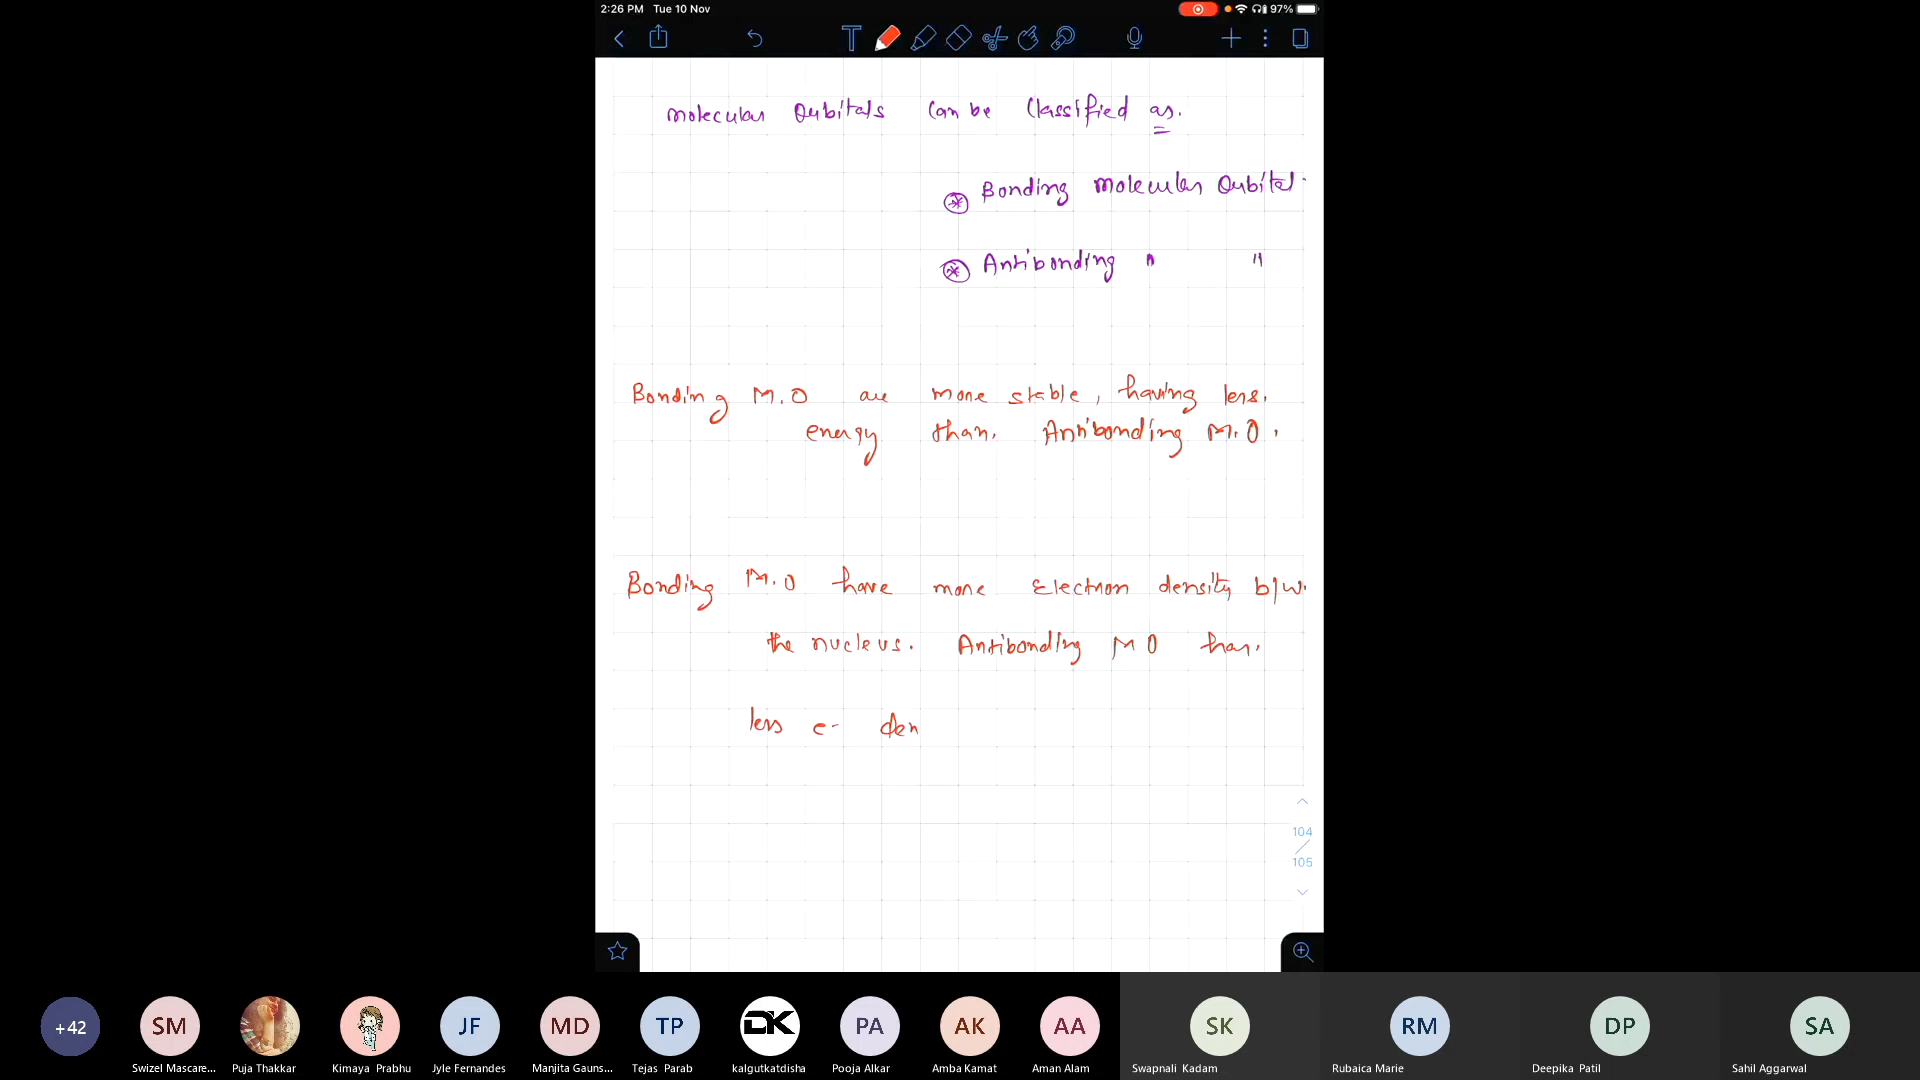 2:26 PM Tue 10 Nov 97%
Molecular Orbitals can be Classified as.
Bonding Molecular Orbital.
Antibonding " "
Bonding M.O are more stable, having less.
energy than. Antibonding M.O.
Bonding M.O have more Electron density b/w.
the nucleus. Antibonding MO has.
less e- den
104
105
+42 SM JF MD TP DK PA AK AA SK RM DP SA
Swizel Mascare... Puja Thakkar Kimaya Prabhu Jyle Fernandes Manjita Gauns... Tejas Parab kalgutkatdisha Pooja Alkar Amba Kamat Aman Alam Swapnali Kadam Rubaica Marie Deepika Patil Sahil Aggarwal